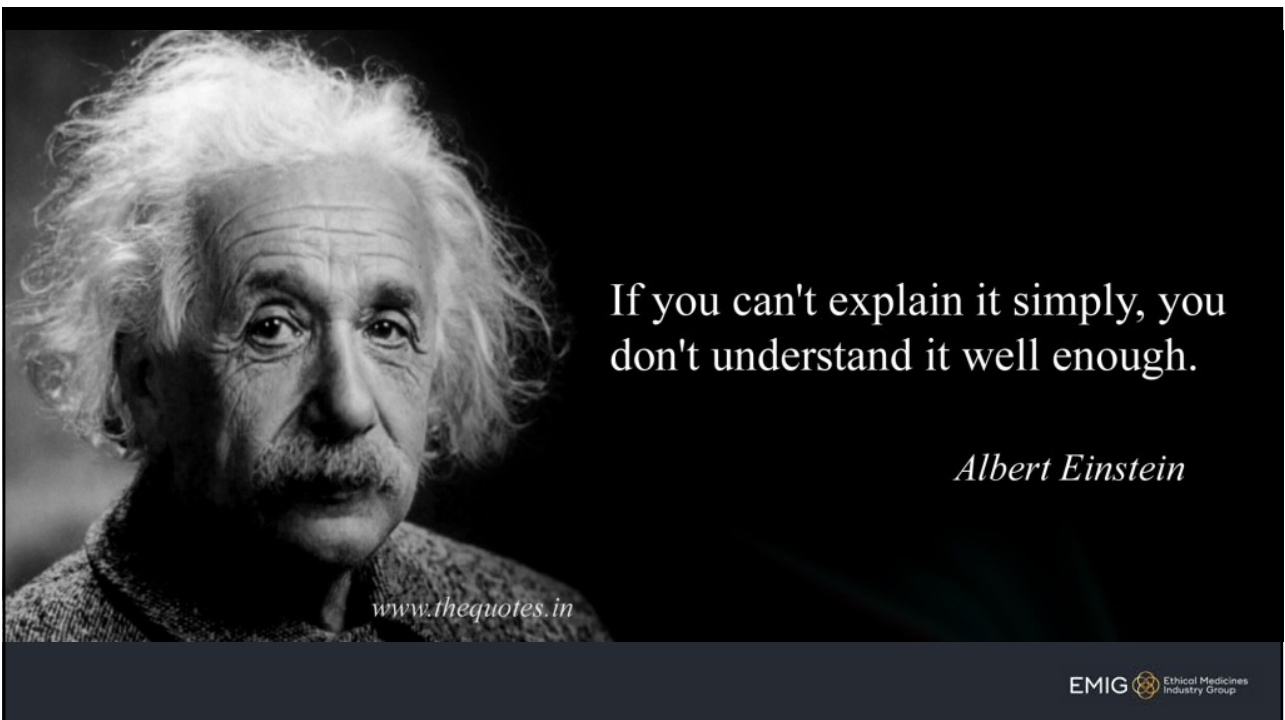 If you can't explain it simply, you
don't understand it well enough.
Albert Einstein
www.thequotes.in
EMIG Ethical Medicines
Industry Group